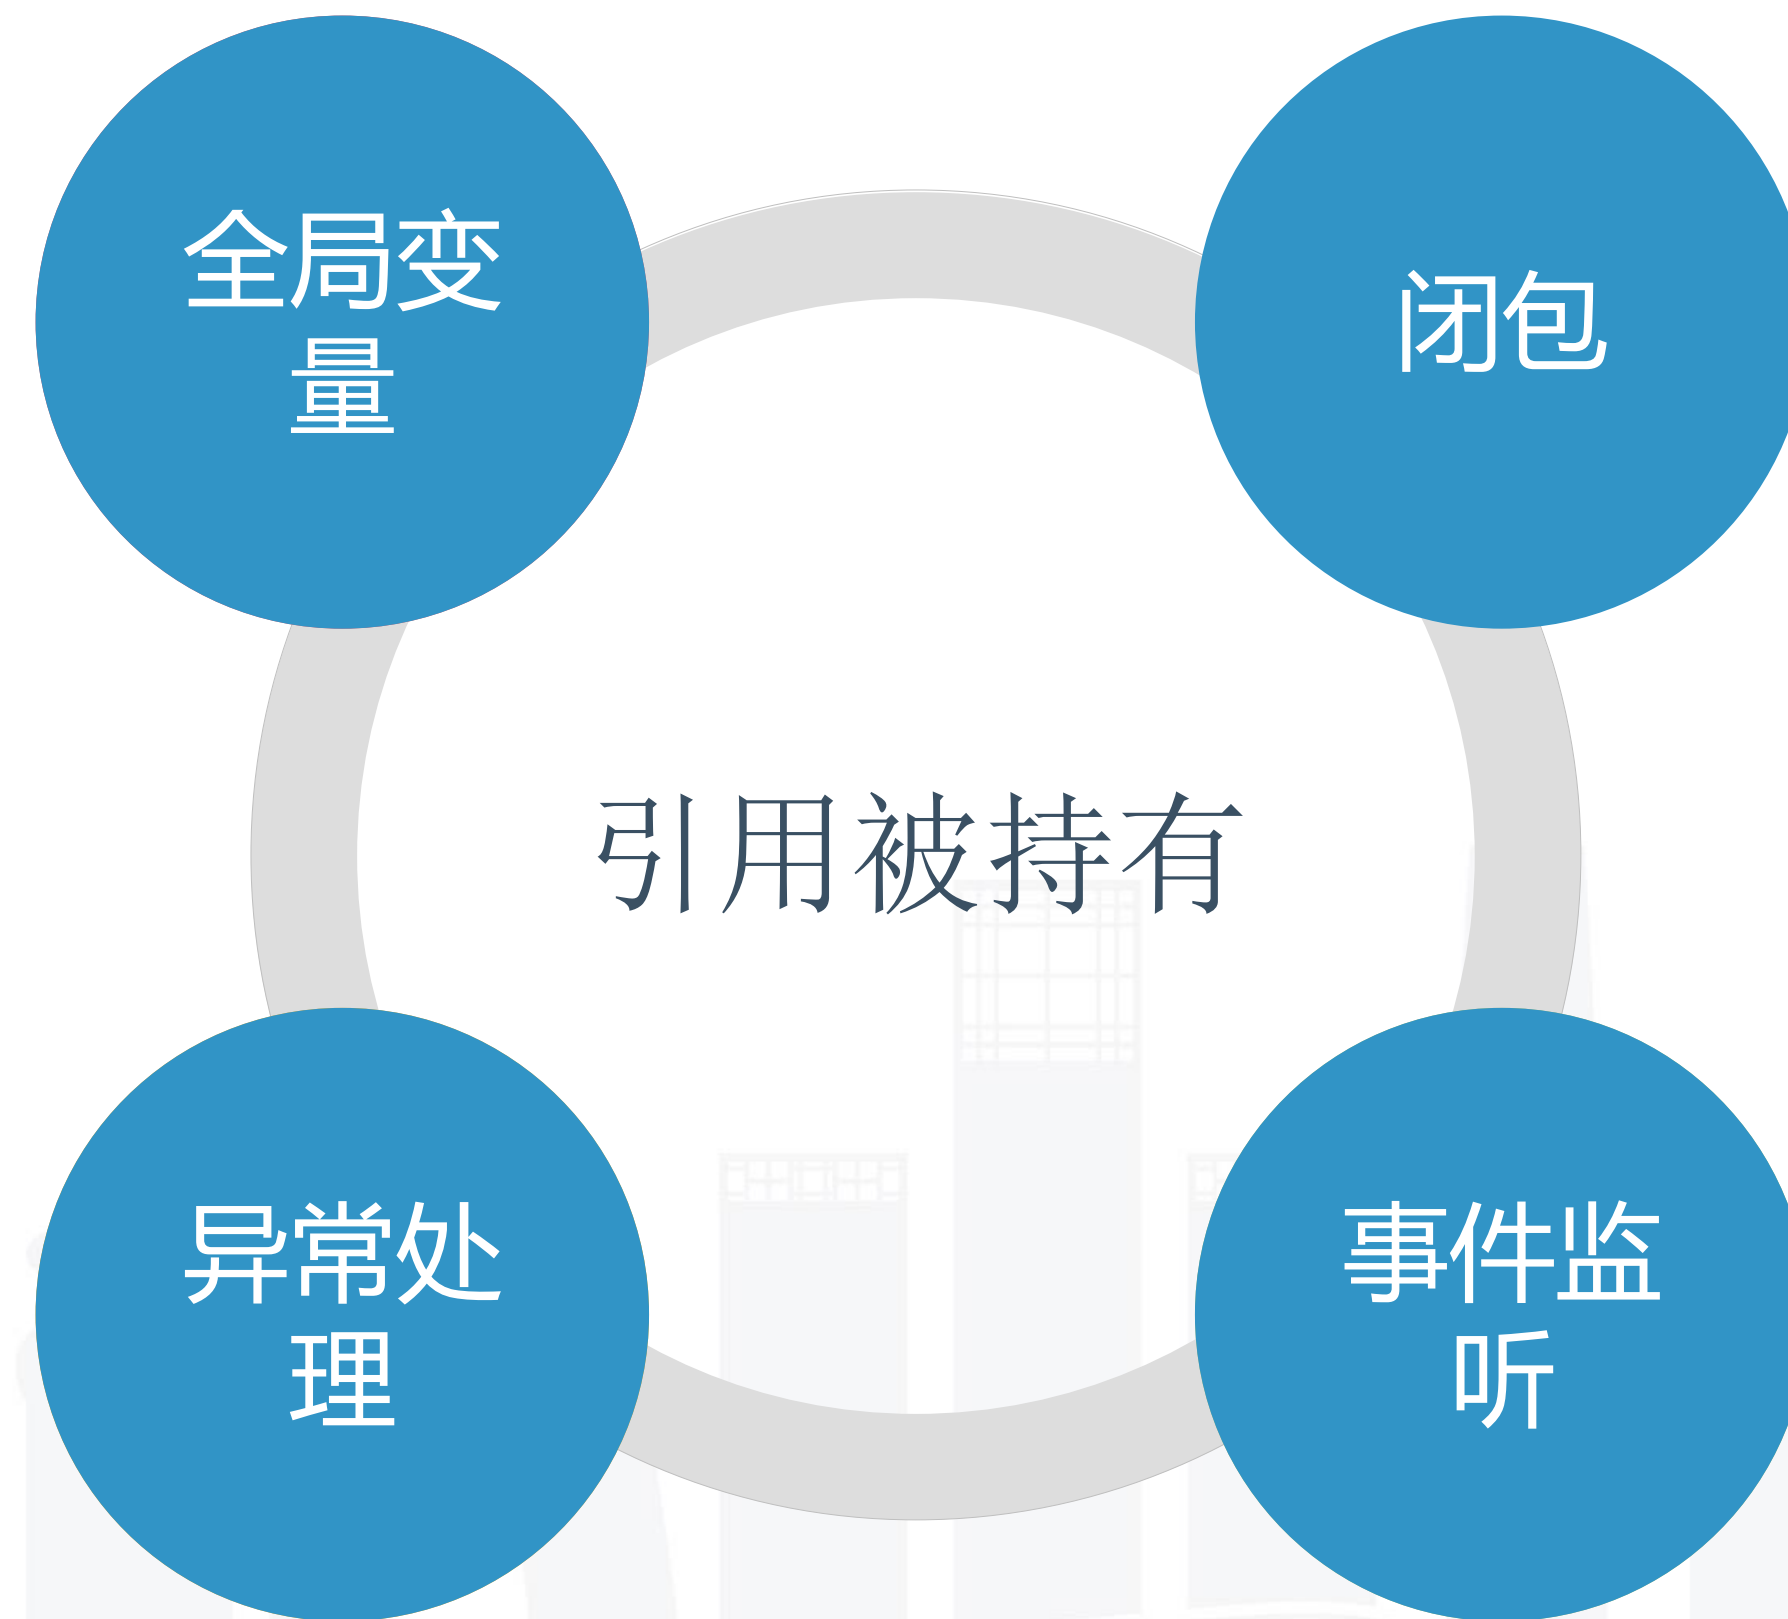 全局变
量
闭包
引用被持有
异常处
理
事件监
听